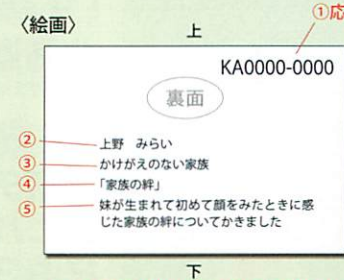 〈絵画〉
上
①応
KA0000-0000
裏面
② 上野 みらい
③ かけがえのない家族
④ 「家族の絆」
⑤ 妹が生まれて初めて顔をみたときに感
じた家族の絆についてかきました
下